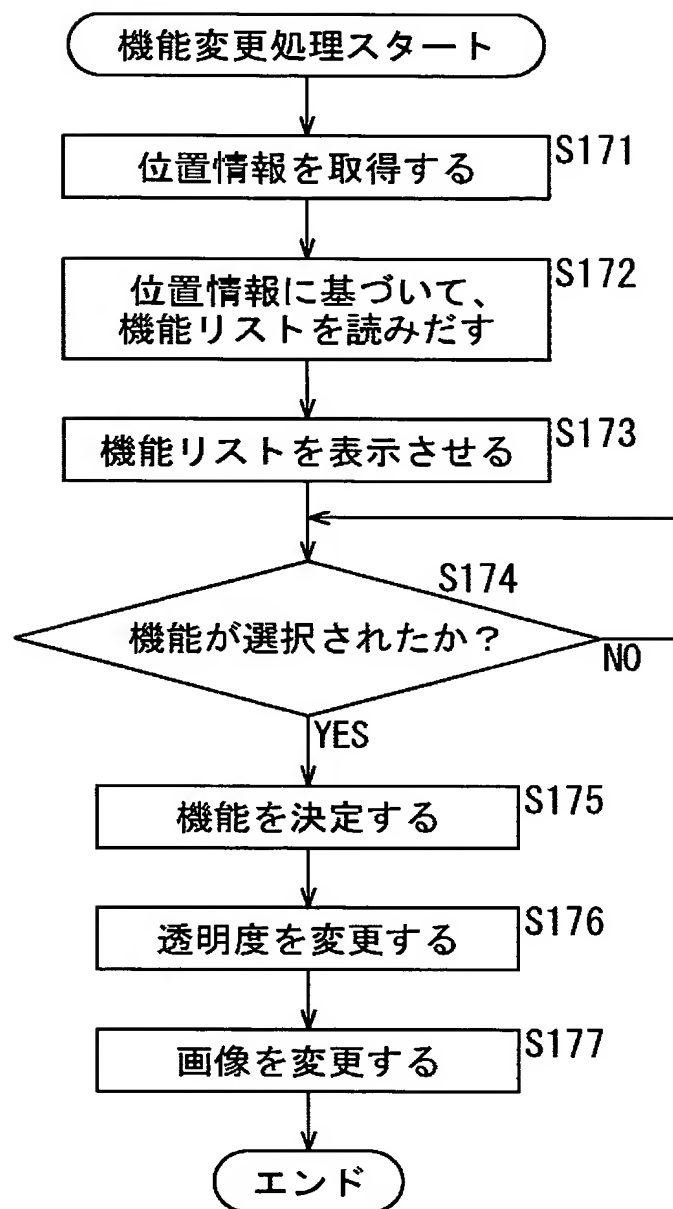 機能変更処理スタート
位置情報を取得する
S171
位置情報に基づいて、
機能リストを読みだす
S172
機能リストを表示させる
S173
S174
機能が選択されたか？
NO
YES
機能を決定する
S175
透明度を変更する
S176
画像を変更する
S177
エンド